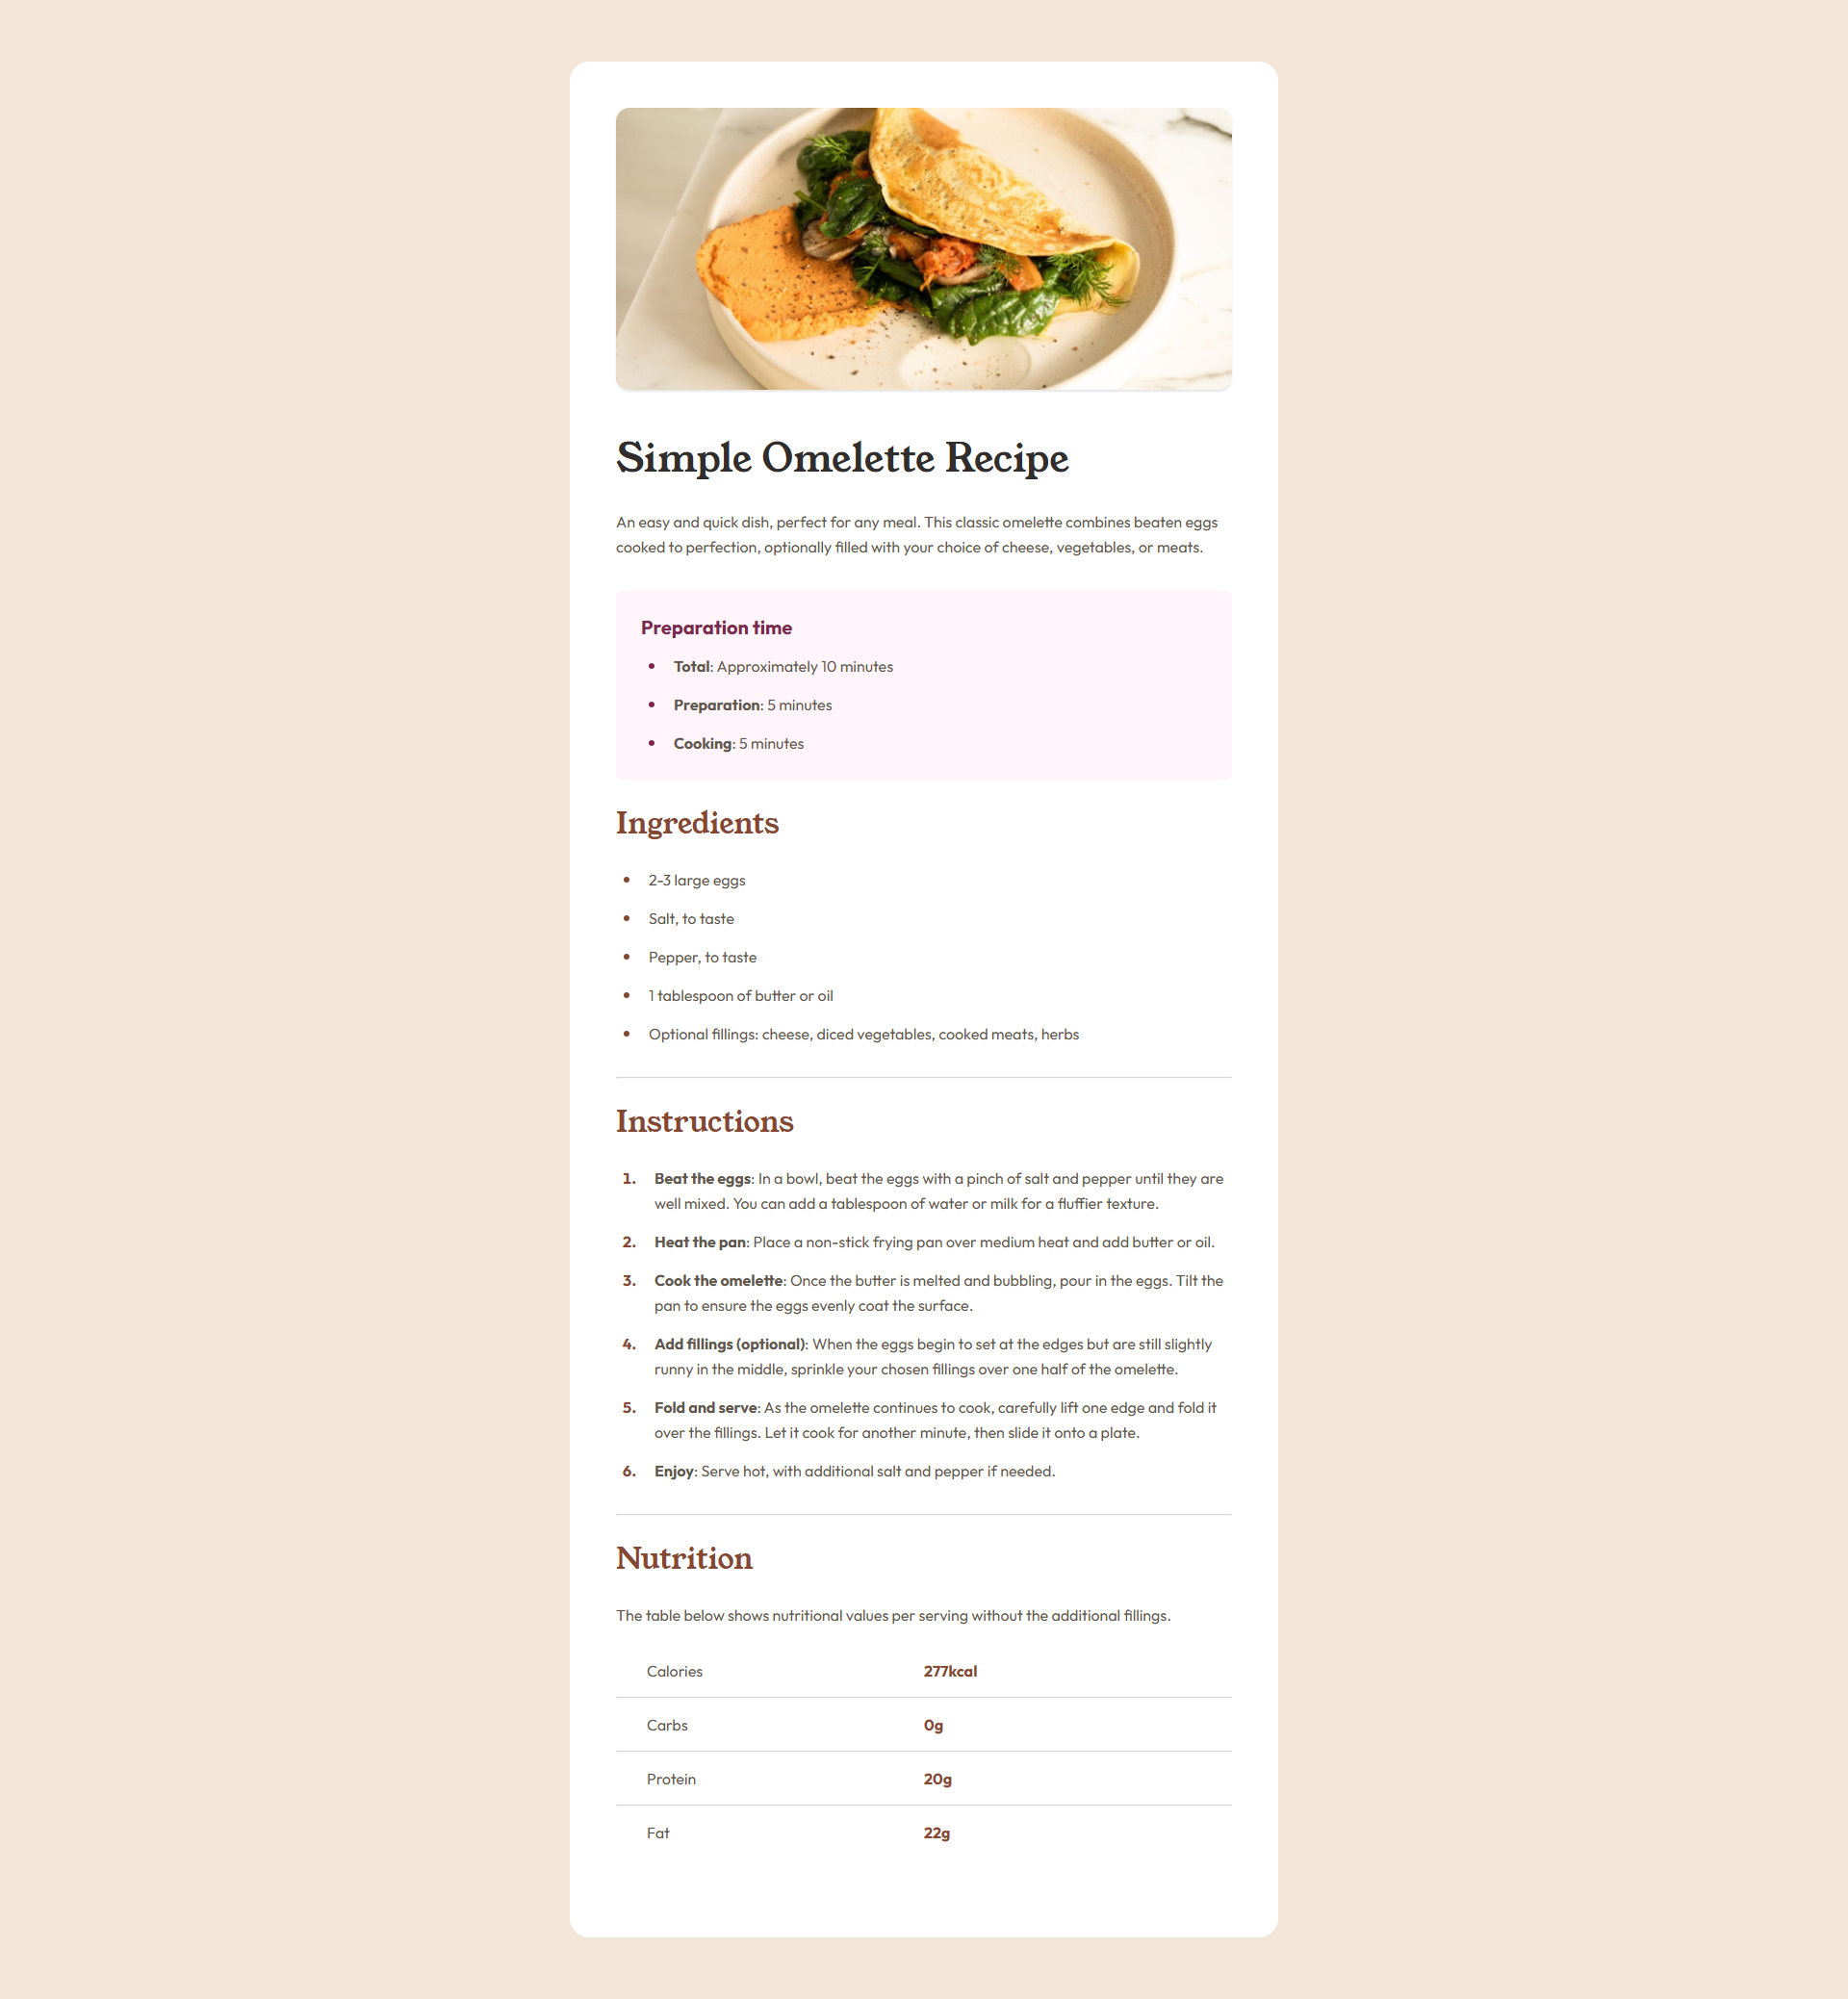 Simple Omelette Recipe
An easy and quick dish, perfect for any meal. This classic omelette combines beaten eggs
cooked to perfection, optionally filled with your choice of cheese, vegetables, or meats.
Preparation time
• Total: Approximately 10 minutes
• Preparation: 5 minutes
• Cooking: 5 minutes
Ingredients
• 2-3 large eggs
• Salt, to taste
• Pepper, to taste
• 1 tablespoon of butter or oil
• Optional fillings: cheese, diced vegetables, cooked meats, herbs
Instructions
1. Beat the eggs: In a bowl, beat the eggs with a pinch of salt and pepper until they are
well mixed. You can add a tablespoon of water or milk for a fluffier texture.
2. Heat the pan: Place a non-stick frying pan over medium heat and add butter or oil.
3. Cook the omelette: Once the butter is melted and bubbling, pour in the eggs. Tilt the
pan to ensure the eggs evenly coat the surface.
4. Add fillings (optional): When the eggs begin to set at the edges but are still slightly
runny in the middle, sprinkle your chosen fillings over one half of the omelette.
5. Fold and serve: As the omelette continues to cook, carefully lift one edge and fold it
over the fillings. Let it cook for another minute, then slide it onto a plate.
6. Enjoy: Serve hot, with additional salt and pepper if needed.
Nutrition
The table below shows nutritional values per serving without the additional fillings.
Calories 277kcal
Carbs 0g
Protein 20g
Fat 22g